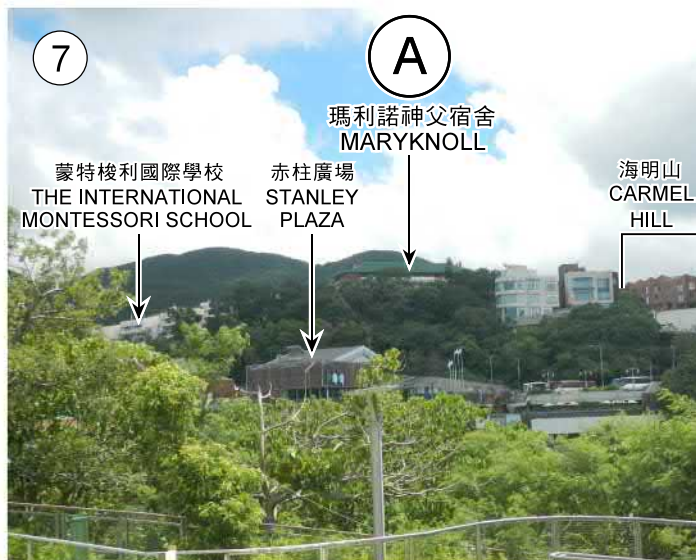 7
A
瑪利諾神父宿舍
MARYKNOLL
蒙特梭利國際學校
THE INTERNATIONAL
MONTESSORI SCHOOL
赤柱廣場
STANLEY
PLAZA
海明山
CARMEL
HILL